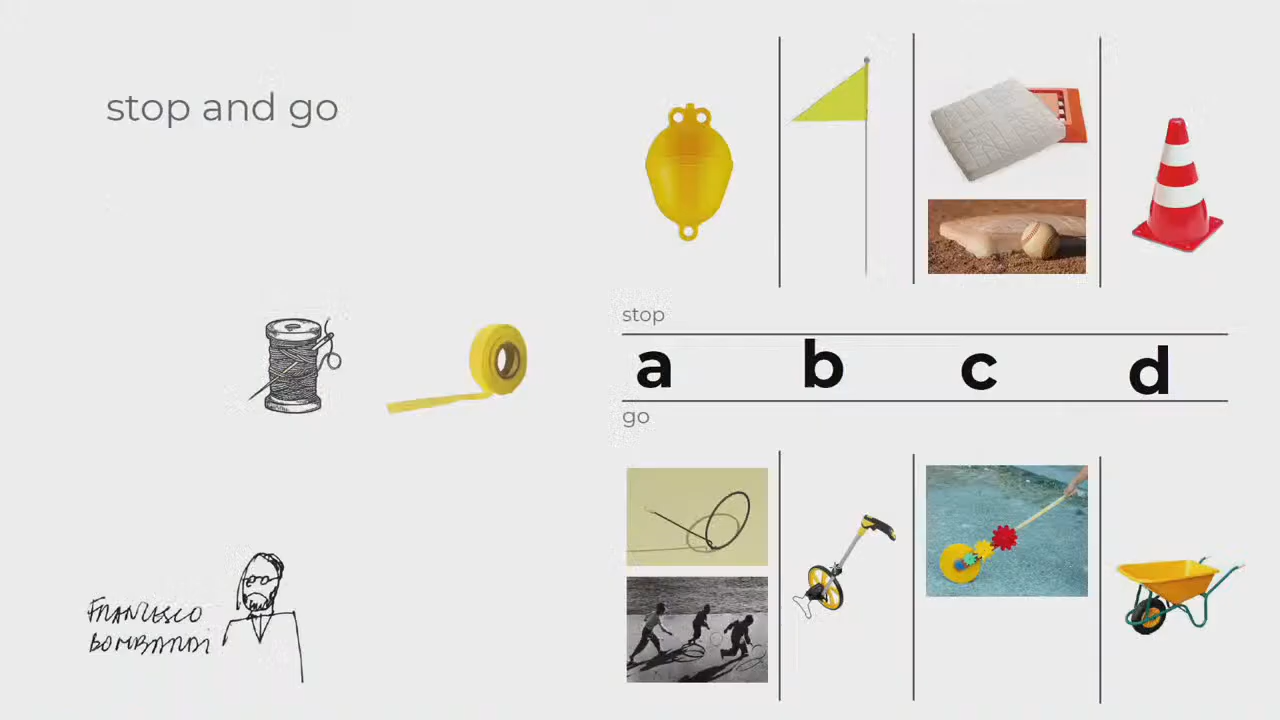 stop and go
stop
a b c d
go
FRANCESCO
BOMBARDI